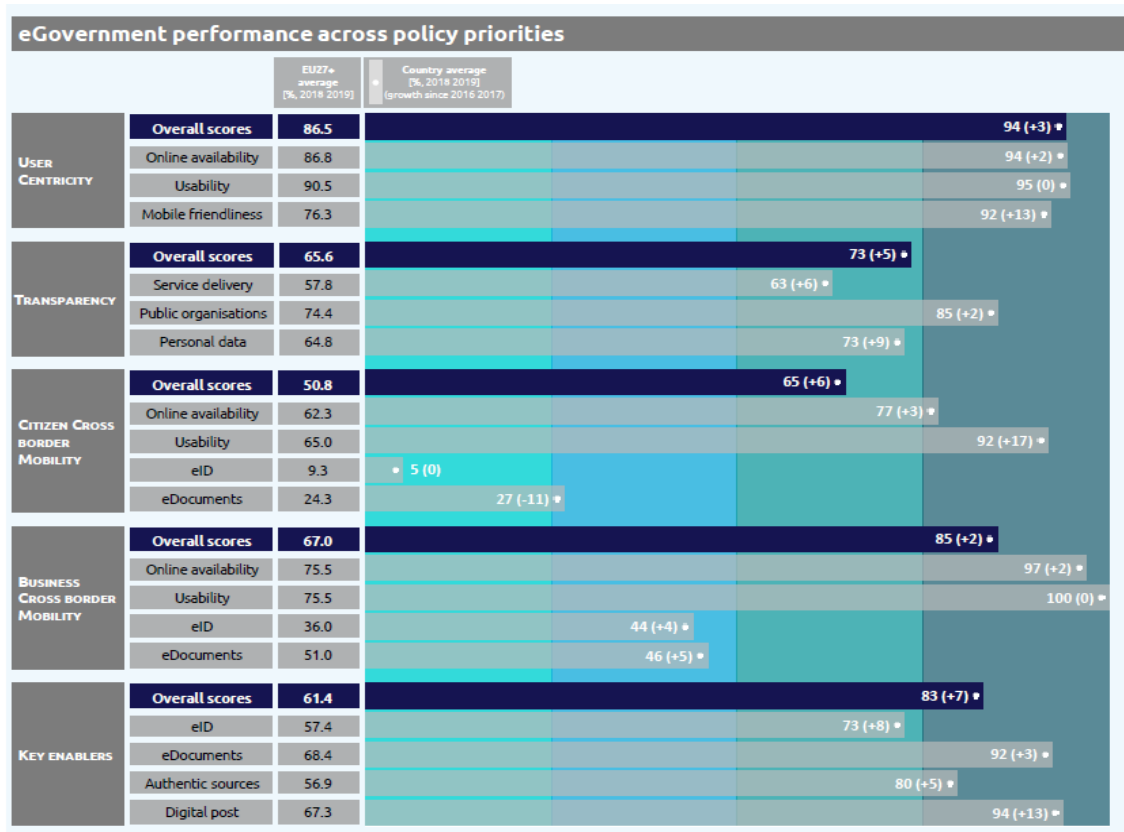 eGovernment performance across policy priorities
EU27+
average
[%, 2018 2019]
Country average
[%, 2018 2019]
(growth since 2016 2017)
USER
CENTRICITY
Overall scores 86.5 94 (+3)
Online availability 86.8 94 (+2)
Usability 90.5 95 (0)
Mobile friendliness 76.3 92 (+13)
TRANSPARENCY
Overall scores 65.6 73 (+5)
Service delivery 57.8 63 (+6)
Public organisations 74.4 85 (+2)
Personal data 64.8 73 (+9)
CITIZEN CROSS
BORDER
MOBILITY
Overall scores 50.8 65 (+6)
Online availability 62.3 77 (+3)
Usability 65.0 92 (+17)
eID 9.3 5 (0)
eDocuments 24.3 27 (-11)
BUSINESS
CROSS BORDER
MOBILITY
Overall scores 67.0 85 (+2)
Online availability 75.5 97 (+2)
Usability 75.5 100 (0)
eID 36.0 44 (+4)
eDocuments 51.0 46 (+5)
KEY ENABLERS
Overall scores 61.4 83 (+7)
eID 57.4 73 (+8)
eDocuments 68.4 92 (+3)
Authentic sources 56.9 80 (+5)
Digital post 67.3 94 (+13)